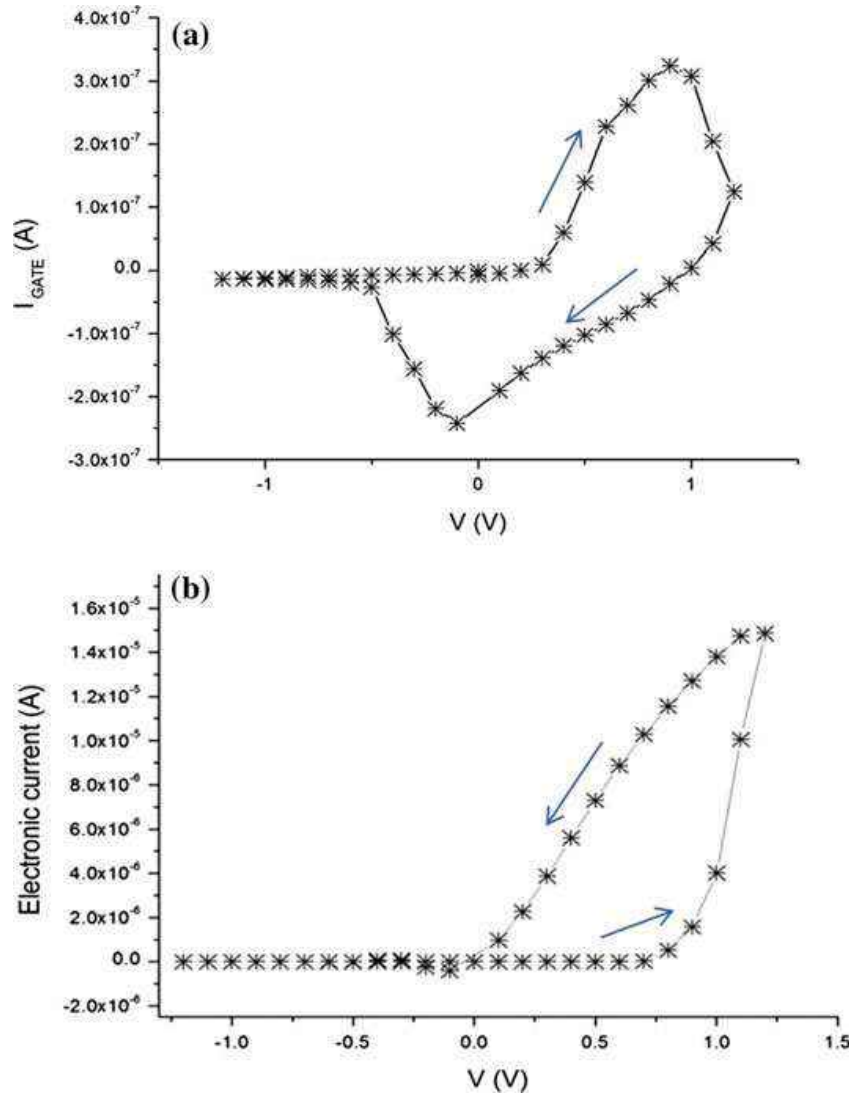 (a)
4.0x10⁻⁷
3.0x10⁻⁷
2.0x10⁻⁷
1.0x10⁻⁷
0.0
-1.0x10⁻⁷
-2.0x10⁻⁷
-3.0x10⁻⁷
I GATE (A)
-1 0 1
V (V)
(b)
1.6x10⁻⁵
1.4x10⁻⁵
1.2x10⁻⁵
1.0x10⁻⁵
8.0x10⁻⁶
6.0x10⁻⁶
4.0x10⁻⁶
2.0x10⁻⁶
0.0
-2.0x10⁻⁶
Electronic current (A)
-1.0 -0.5 0.0 0.5 1.0 1.5
V (V)